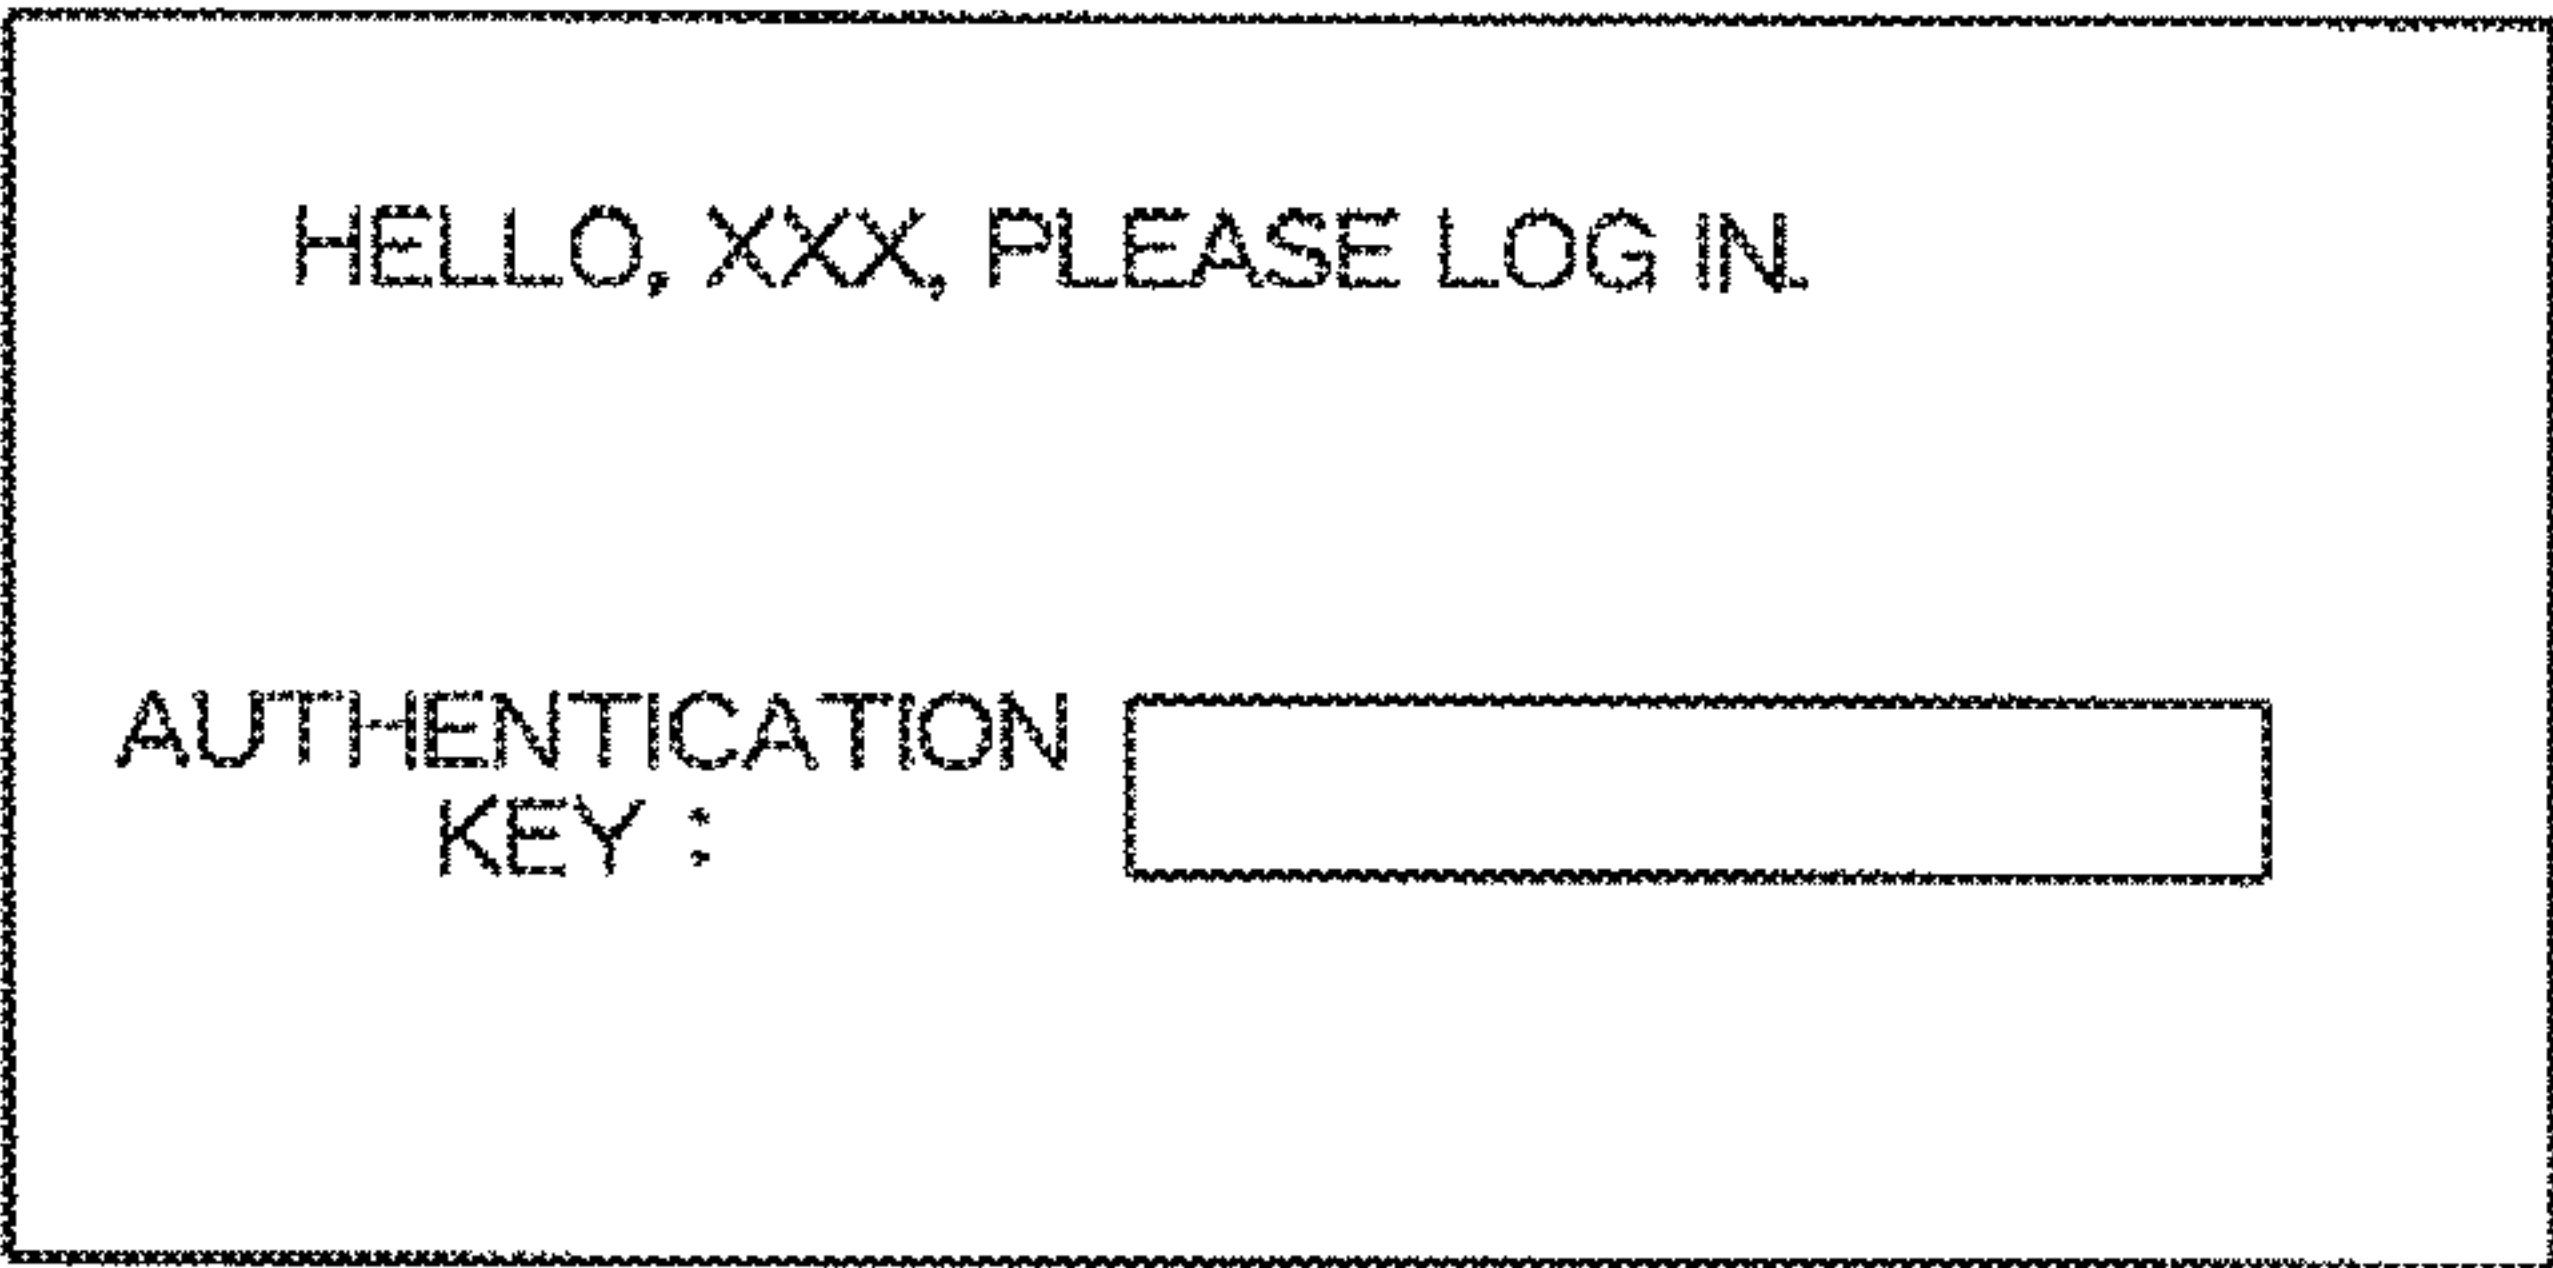 HELLO, XXX, PLEASE LOG IN.
AUTHENTICATION
KEY :